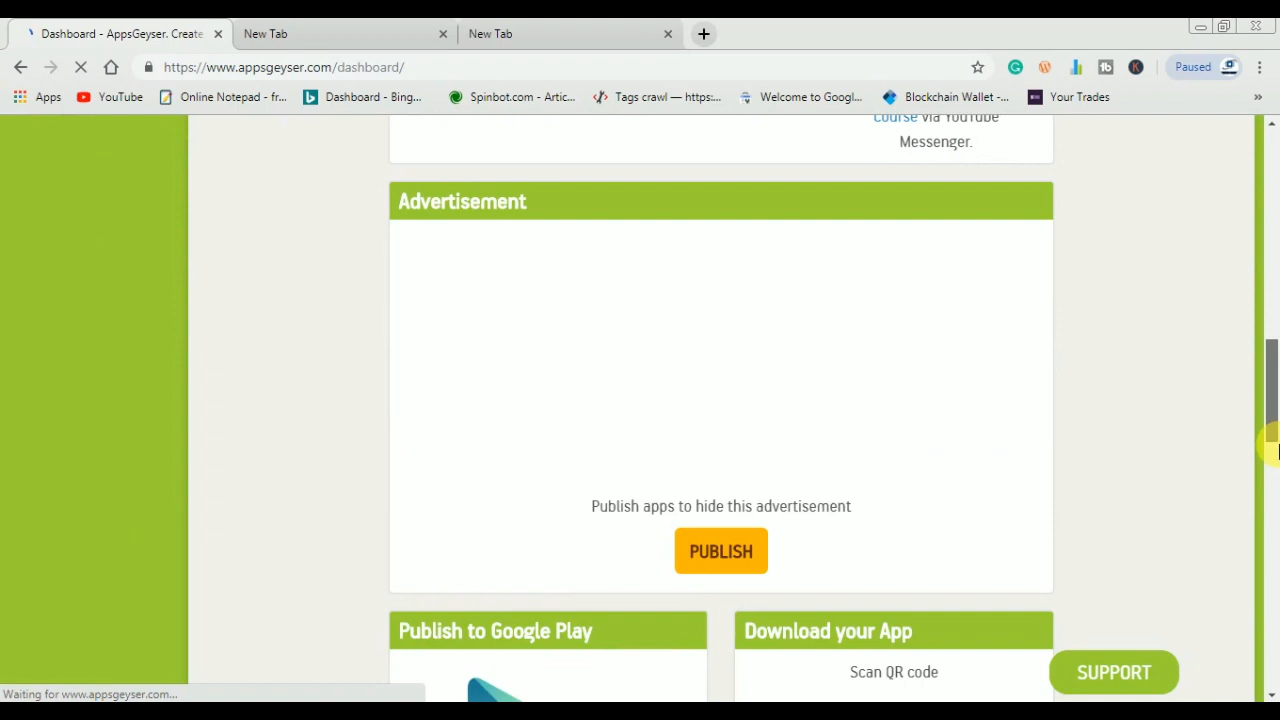 Dashboard - AppsGeyser. Create
New Tab
New Tab
https://www.appsgeyser.com/dashboard/
Paused
Apps
YouTube
Online Notepad - fr...
Dashboard - Bing...
Spinbot.com - Artic...
Tags crawl — https:...
Welcome to Googl...
Blockchain Wallet -...
Your Trades
»
course via YouTube
Messenger.
Advertisement
Publish apps to hide this advertisement
PUBLISH
Publish to Google Play
Download your App
Scan QR code
SUPPORT
Waiting for www.appsgeyser.com...